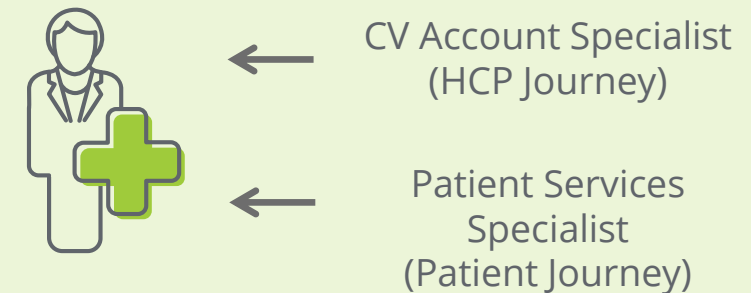 CV Account Specialist
(HCP Journey)
Patient Services
Specialist
(Patient Journey)